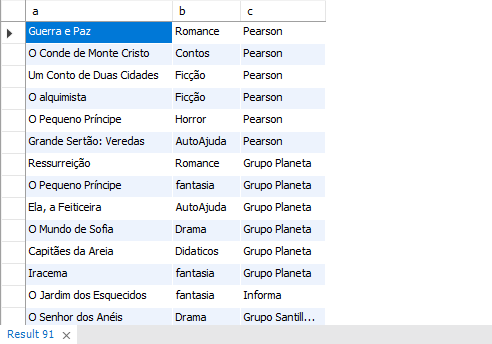 a b c
Guerra e Paz Romance Pearson
O Conde de Monte Cristo Contos Pearson
Um Conto de Duas Cidades Ficção Pearson
O alquimista Ficção Pearson
O Pequeno Príncipe Horror Pearson
Grande Sertão: Veredas AutoAjuda Pearson
Ressurreição Romance Grupo Planeta
O Pequeno Príncipe fantasia Grupo Planeta
Ela, a Feiticeira AutoAjuda Grupo Planeta
O Mundo de Sofia Drama Grupo Planeta
Capitães da Areia Didaticos Grupo Planeta
Iracema fantasia Grupo Planeta
O Jardim dos Esquecidos fantasia Informa
O Senhor dos Anéis Drama Grupo Santill...
Result 91